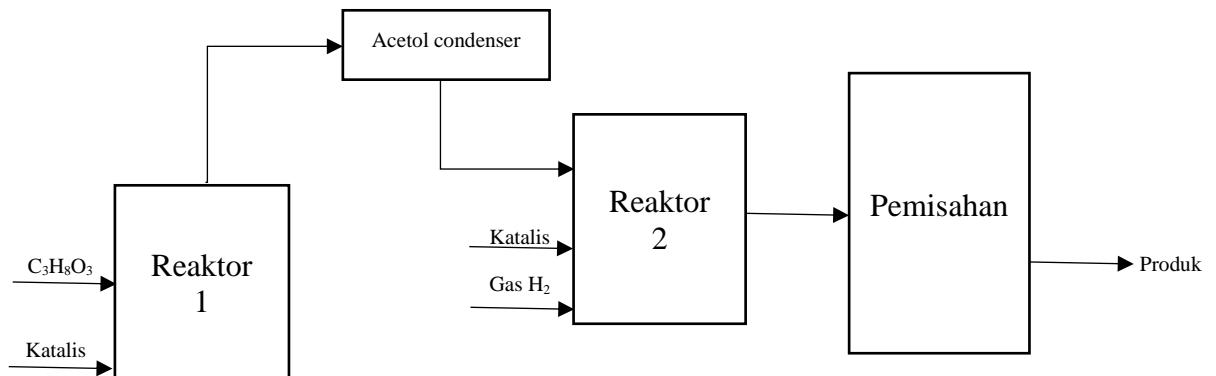 Acetol condenser
C₃H₈O₃
Katalis
Reaktor
1
Katalis
Gas H₂
Reaktor
2
Pemisahan
Produk